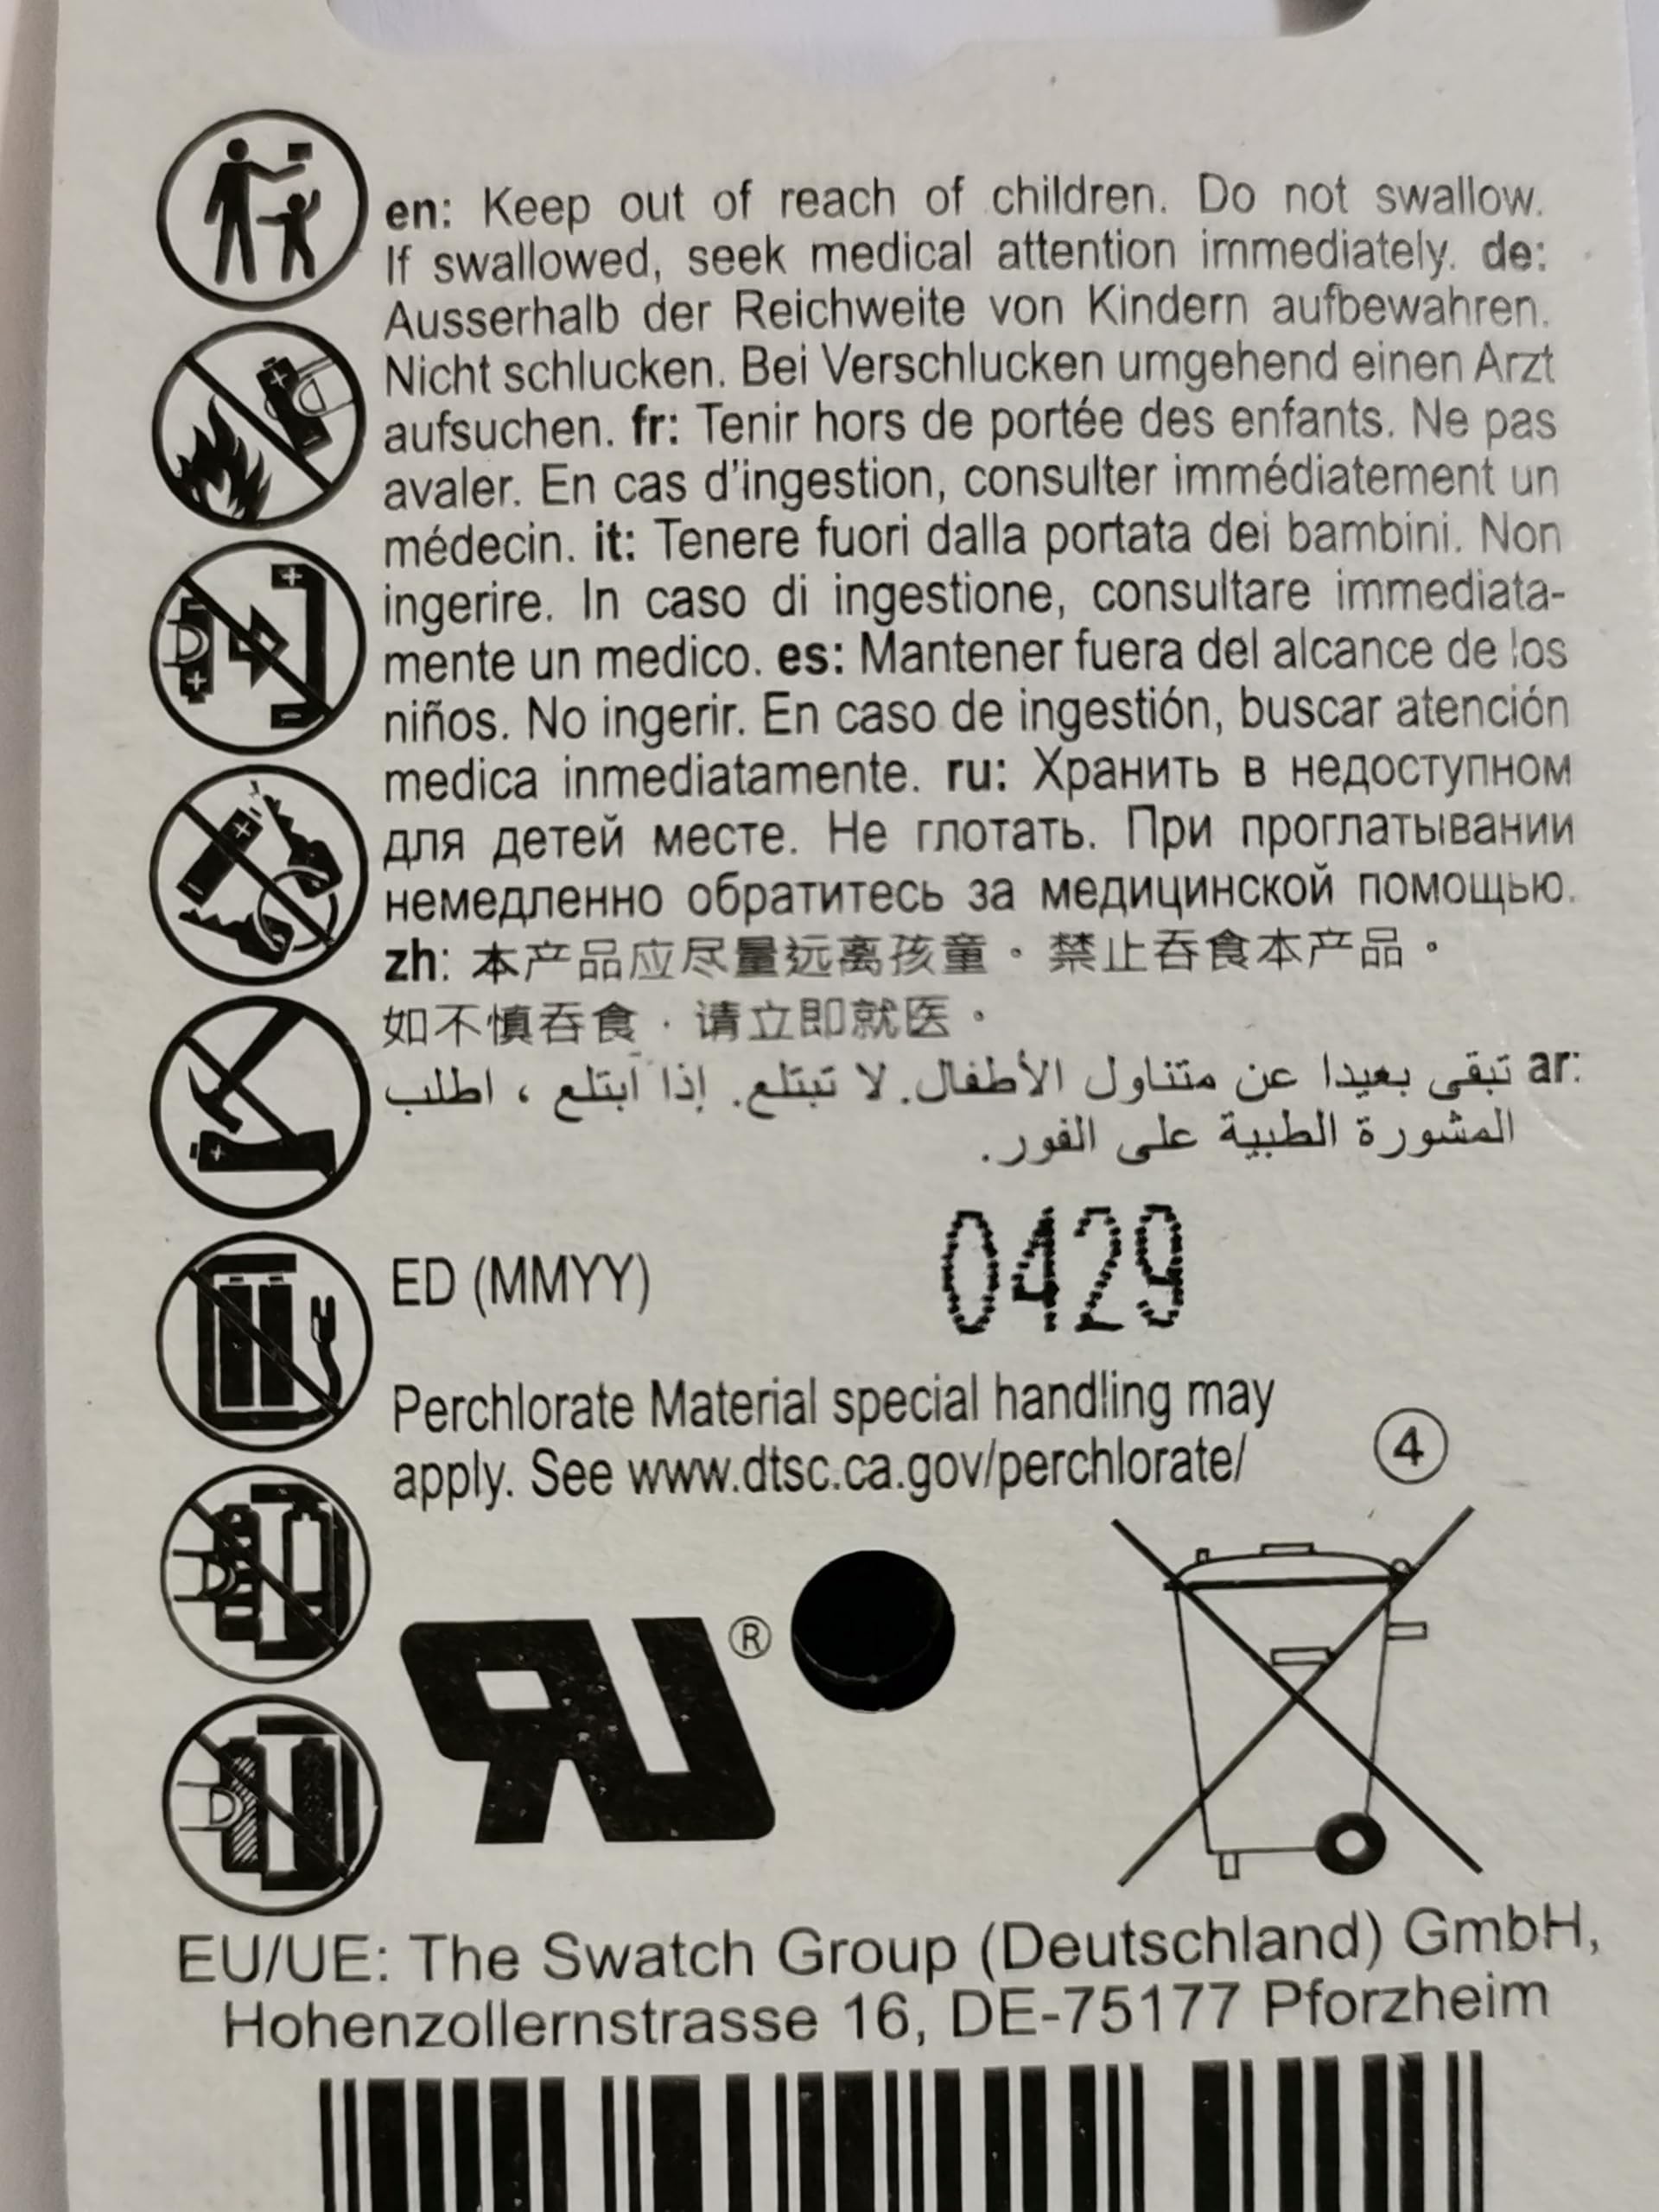 en: Keep out of reach of children. Do not swallow.
If swallowed, seek medical attention immediately. de:
Ausserhalb der Reichweite von Kindern aufbewahren.
Nicht schlucken. Bei Verschlucken umgehend einen Arzt
aufsuchen. fr: Tenir hors de portée des enfants. Ne pas
avaler. En cas d'ingestion, consulter immédiatement un
médecin. it: Tenere fuori dalla portata dei bambini. Non
ingerire. In caso di ingestione, consultare immediata-
mente un medico. es: Mantener fuera del alcance de los
niños. No ingerir. En caso de ingestión, buscar atención
medica inmediatamente. ru: Хранить в недоступном
для детей месте. Не глотать. При проглатывании
немедленно обратитесь за медицинской помощью.
zh: 本产品应尽量远离孩童。禁止吞食本产品。
如不慎吞食，请立即就医。
ar: تبقى بعيدا عن متناول الأطفال. لا تبتلع. إذا ابتلع ، اطلب
المشورة الطبية على الفور.
ED (MMYY) 0429
Perchlorate Material special handling may
apply. See www.dtsc.ca.gov/perchlorate/ ④
RU®
EU/UE: The Swatch Group (Deutschland) GmbH,
Hohenzollernstrasse 16, DE-75177 Pforzheim